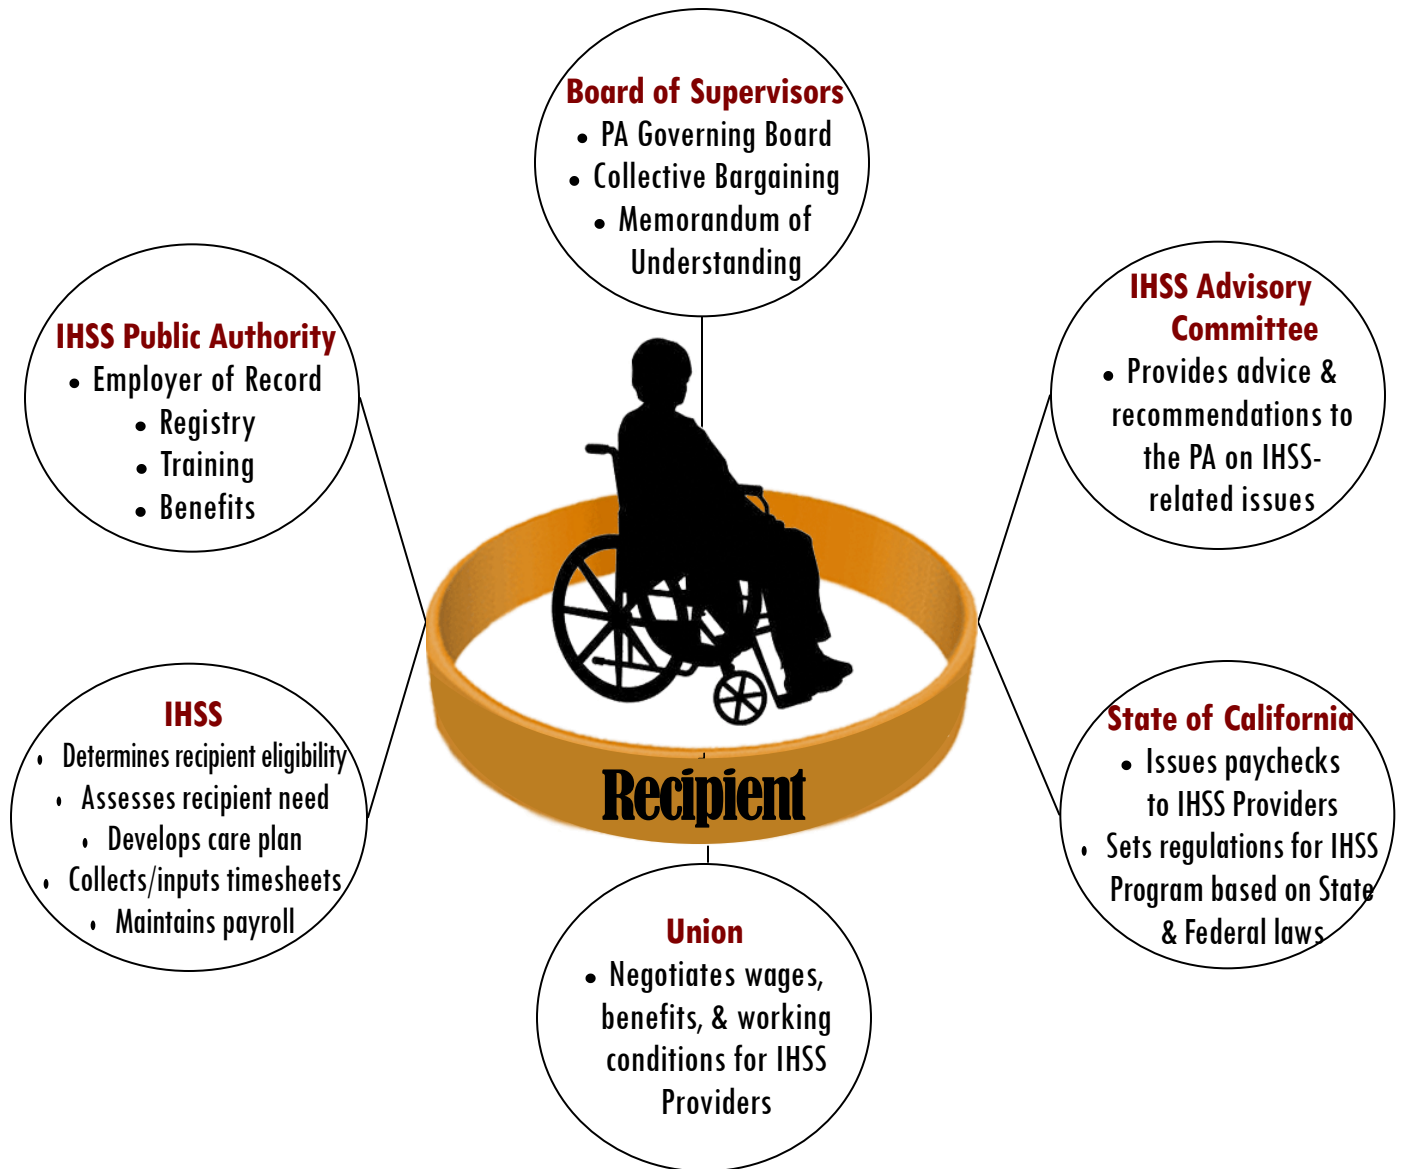 Board of Supervisors
• PA Governing Board
• Collective Bargaining
• Memorandum of
Understanding
IHSS Public Authority
• Employer of Record
• Registry
• Training
• Benefits
IHSS Advisory
Committee
• Provides advice &
recommendations to
the PA on IHSS-
related issues
IHSS
• Determines recipient eligibility
• Assesses recipient need
• Develops care plan
• Collects/inputs timesheets
• Maintains payroll
Recipient
State of California
• Issues paychecks
to IHSS Providers
• Sets regulations for IHSS
Program based on State
& Federal laws
Union
• Negotiates wages,
benefits, & working
conditions for IHSS
Providers